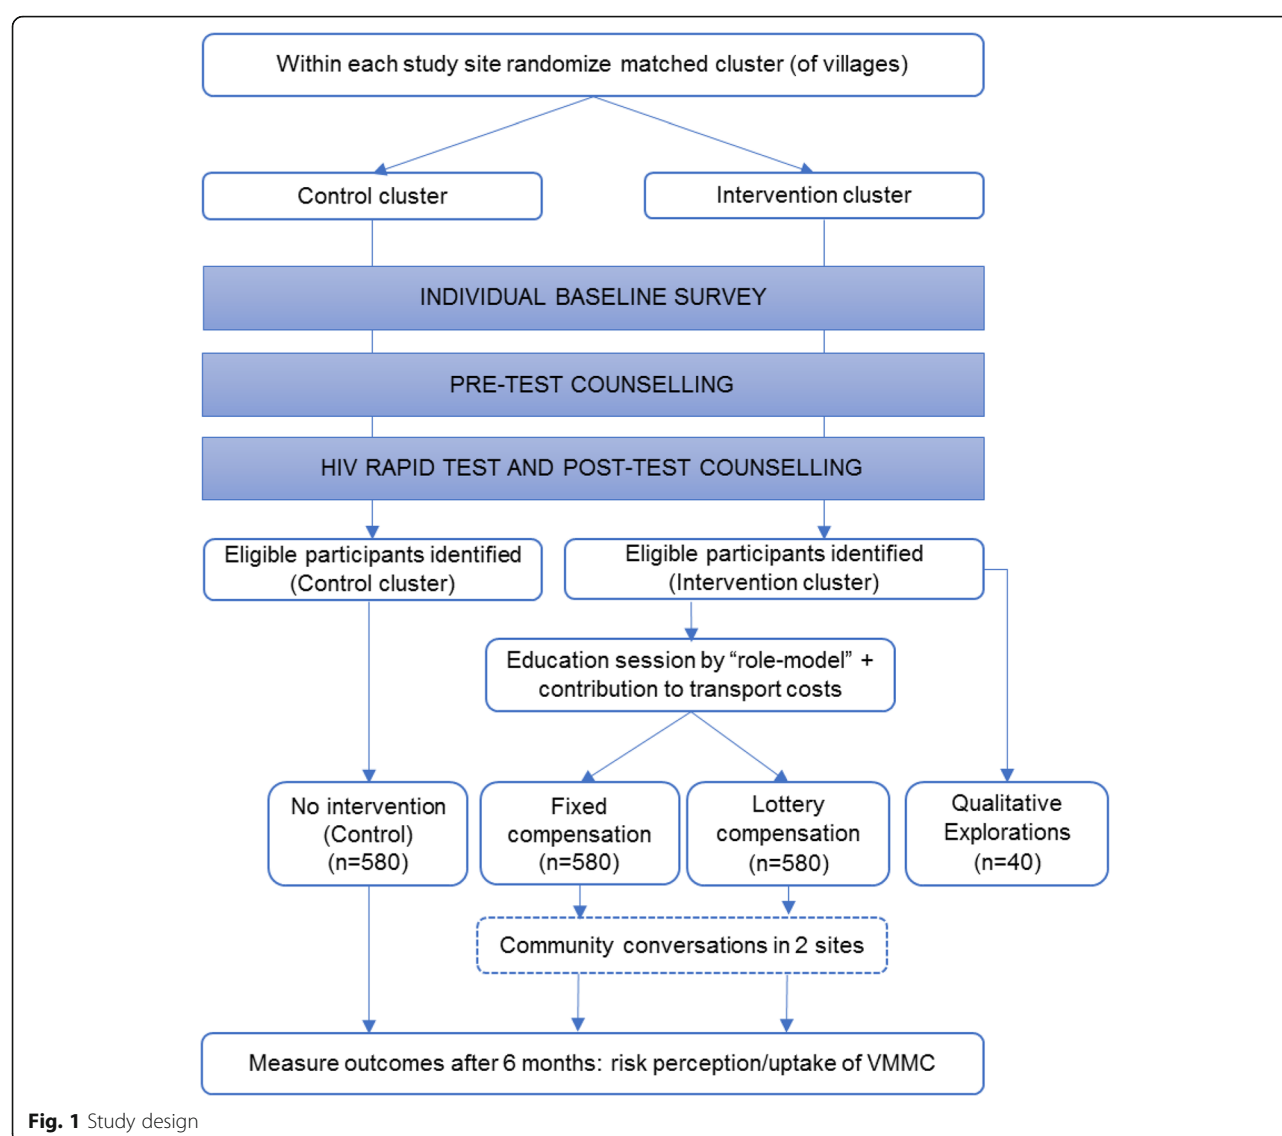 Within each study site randomize matched cluster (of villages)
Control cluster
Intervention cluster
INDIVIDUAL BASELINE SURVEY
PRE-TEST COUNSELLING
HIV RAPID TEST AND POST-TEST COUNSELLING
Eligible participants identified
(Control cluster)
Eligible participants identified
(Intervention cluster)
Education session by “role-model” +
contribution to transport costs
No intervention
(Control)
(n=580)
Fixed
compensation
(n=580)
Lottery
compensation
(n=580)
Qualitative
Explorations
(n=40)
Community conversations in 2 sites
Measure outcomes after 6 months: risk perception/uptake of VMMC
Fig. 1 Study design